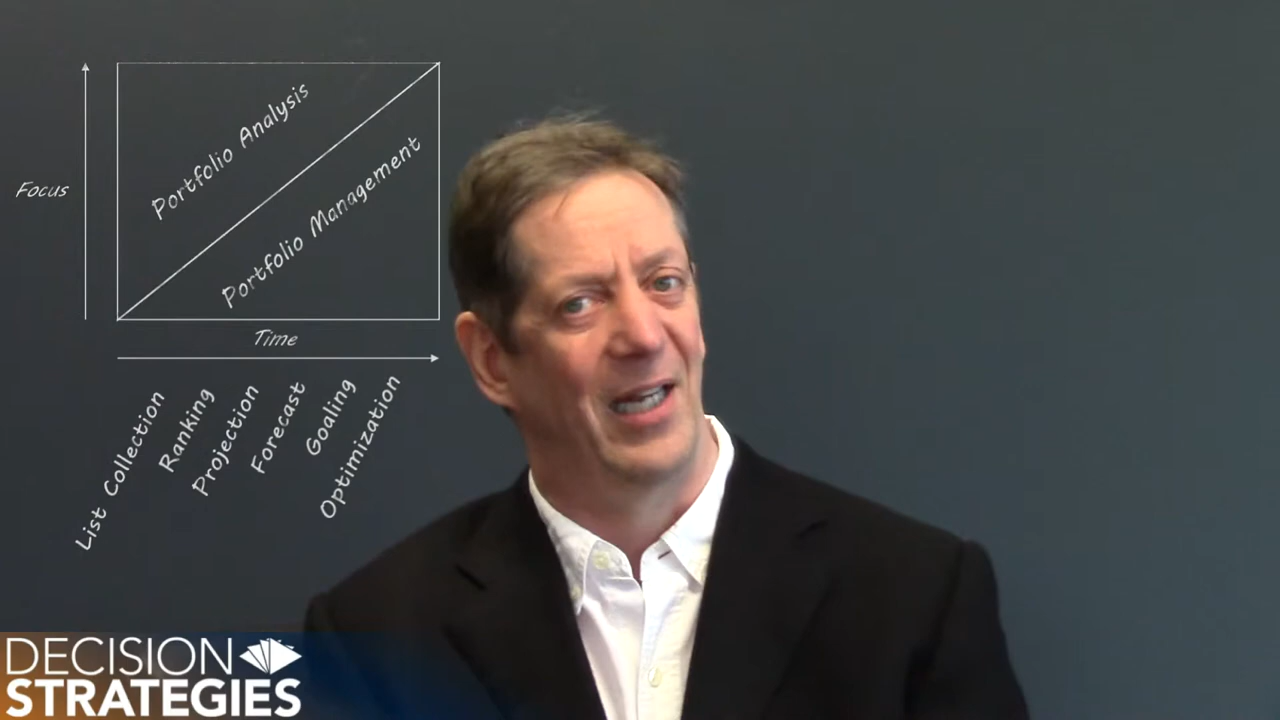 Portfolio Analysis
Portfolio Management
Focus
Time
List Collection
Ranking
Projection
Forecast
Goaling
Optimization
DECISION
STRATEGIES